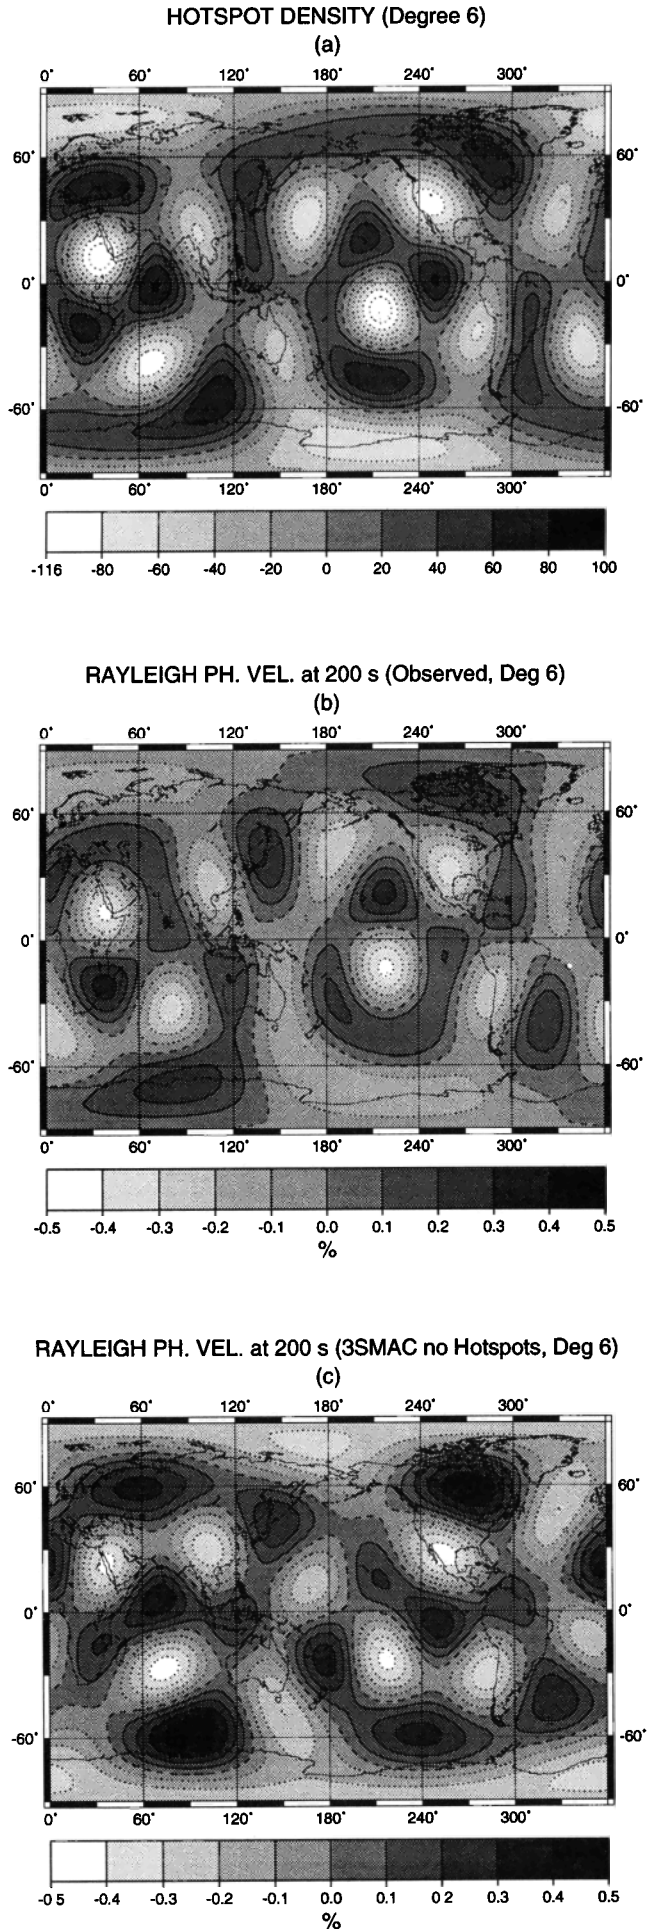 HOTSPOT DENSITY (Degree 6)
(a)
0˚ 60˚ 120˚ 180˚ 240˚ 300˚
60˚ 60˚
0˚ 0˚
-60˚ -60˚
0˚ 60˚ 120˚ 180˚ 240˚ 300˚
-116 -80 -60 -40 -20 0 20 40 60 80 100
RAYLEIGH PH. VEL. at 200 s (Observed, Deg 6)
(b)
0˚ 60˚ 120˚ 180˚ 240˚ 300˚
60˚ 60˚
0˚ 0˚
-60˚ -60˚
0˚ 60˚ 120˚ 180˚ 240˚ 300˚
-0.5 -0.4 -0.3 -0.2 -0.1 0.0 0.1 0.2 0.3 0.4 0.5
%
RAYLEIGH PH. VEL. at 200 s (3SMAC no Hotspots, Deg 6)
(c)
0˚ 60˚ 120˚ 180˚ 240˚ 300˚
60˚ 60˚
0˚ 0˚
-60˚ -60˚
0˚ 60˚ 120˚ 180˚ 240˚ 300˚
-0 5 -0.4 -0.3 -0.2 -0.1 0.0 0.1 0.2 0.3 0.4 0.5
%